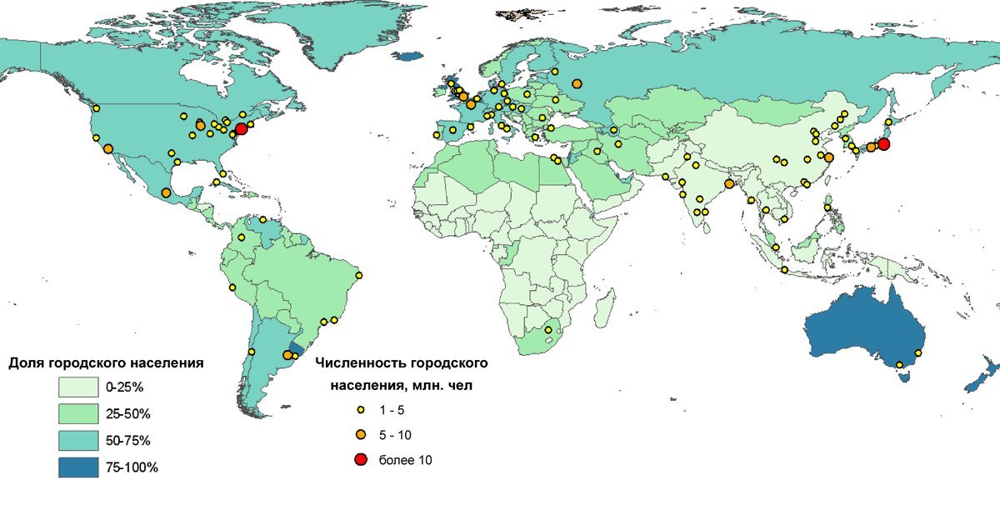 Доля городского населения
0-25%
25-50%
50-75%
75-100%
Численность городского
населения, млн. чел
1 - 5
5 - 10
более 10